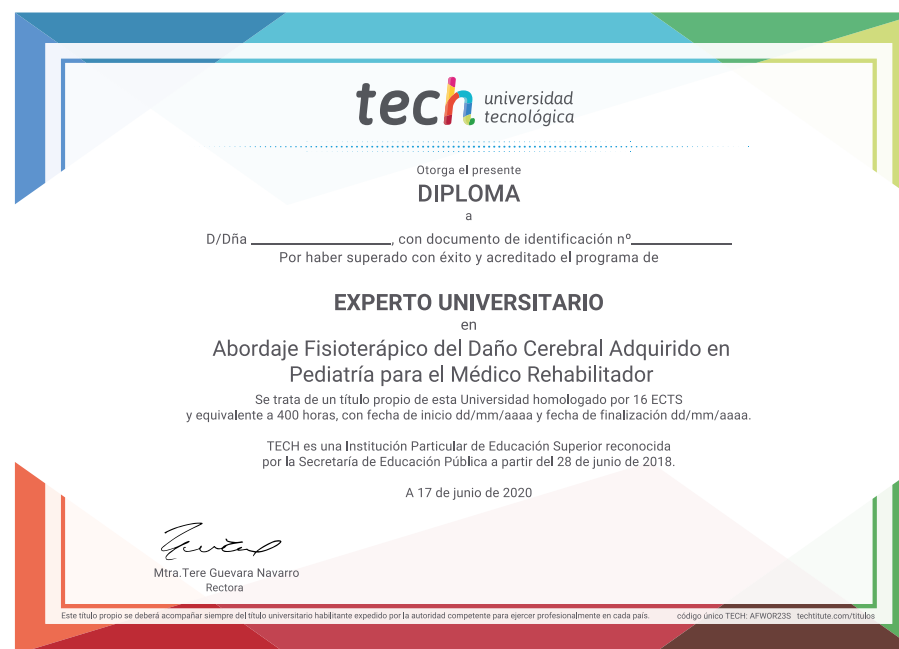 tech universidad
tecnológica
Otorga el presente
DIPLOMA
a
D/Dña ____________, con documento de identificación nº____________
Por haber superado con éxito y acreditado el programa de
EXPERTO UNIVERSITARIO
en
Abordaje Fisioterápico del Daño Cerebral Adquirido en
Pediatría para el Médico Rehabilitador
Se trata de un título propio de esta Universidad homologado por 16 ECTS
y equivalente a 400 horas, con fecha de inicio dd/mm/aaaa y fecha de finalización dd/mm/aaaa.
TECH es una Institución Particular de Educación Superior reconocida
por la Secretaría de Educación Pública a partir del 28 de junio de 2018.
A 17 de junio de 2020
Mtra.Tere Guevara Navarro
Rectora
Este título propio se deberá acompañar siempre del título universitario habilitante expedido por la autoridad competente para ejercer profesionalmente en cada país. código único TECH: AFWOR23S techtitute.com/titulos